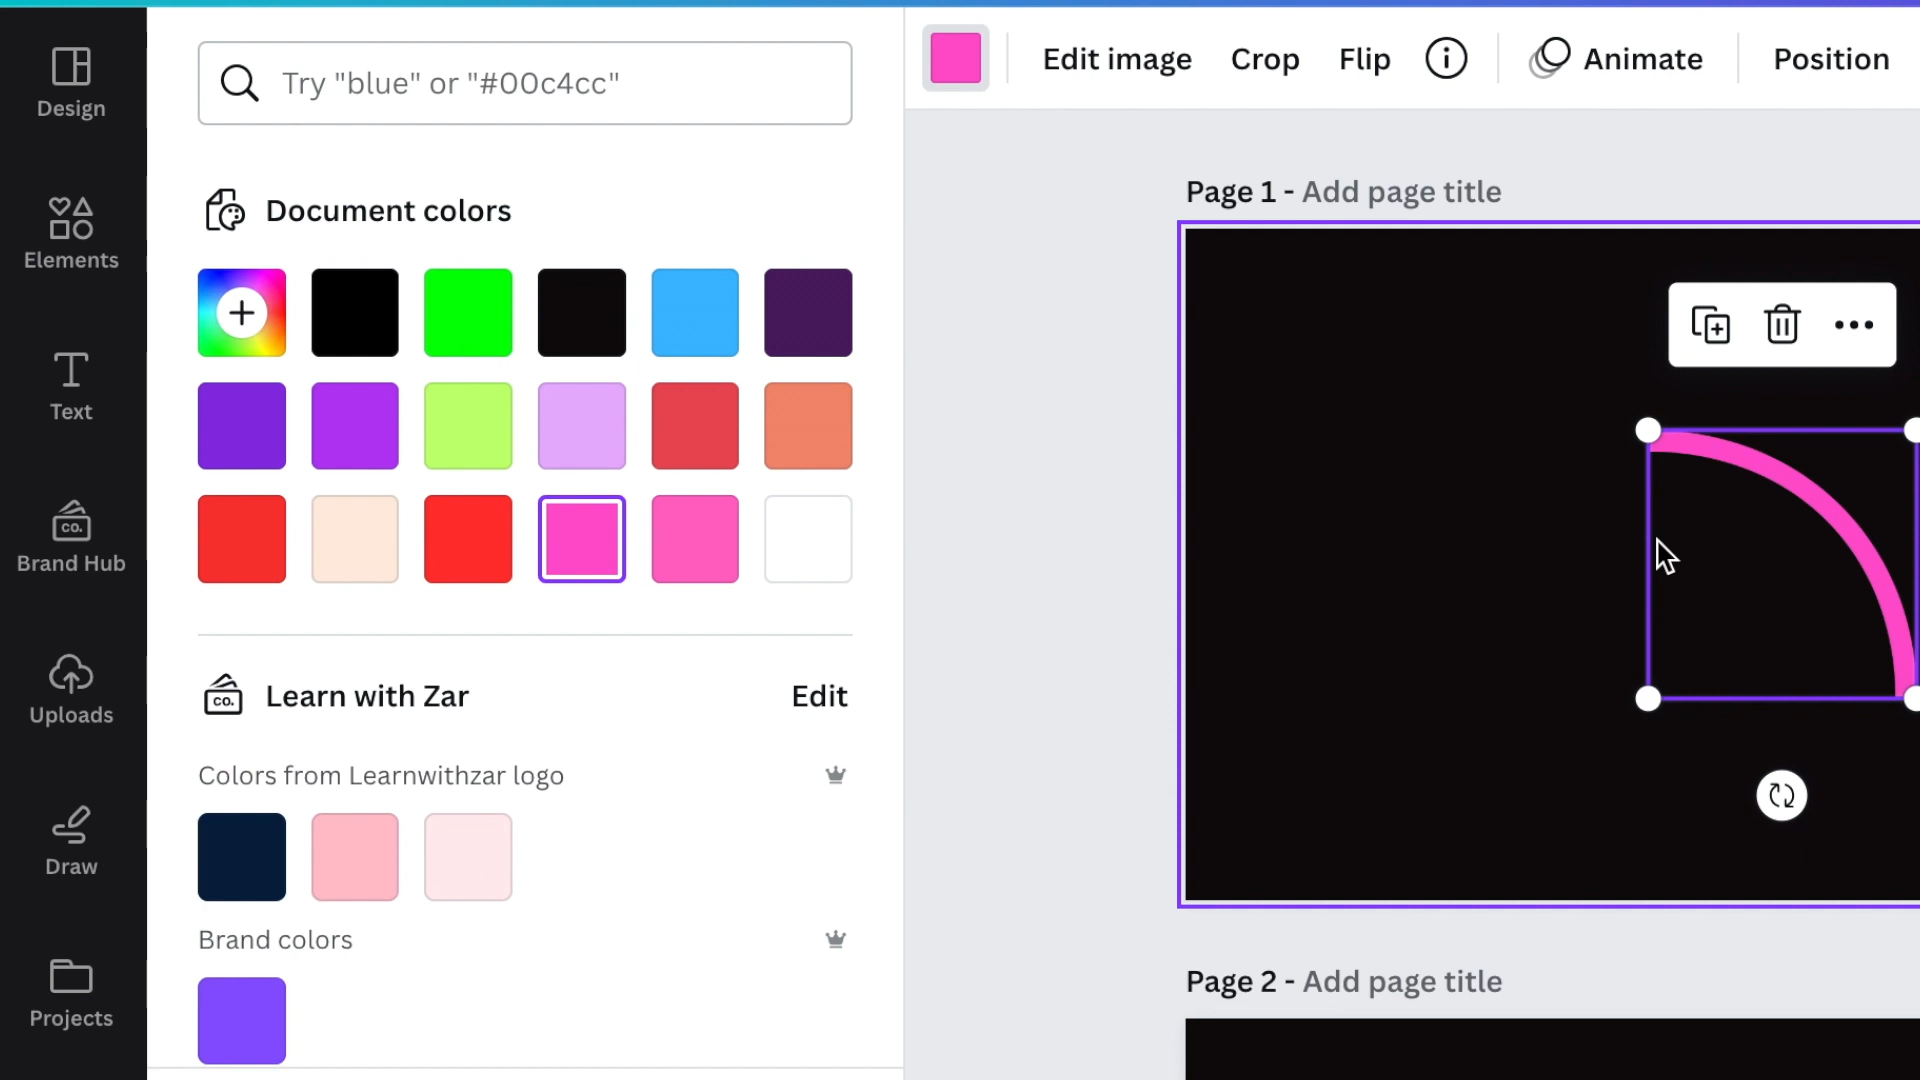 Design
Elements
Text
CO.
Brand Hub
Uploads
Draw
Projects
Try "blue" or "#00c4cc"
Document colors
CO.
Learn with Zar
Edit
Colors from Learnwithzar logo
Brand colors
Edit image
Crop
Flip
Animate
Position
Page 1 - Add page title
Page 2 - Add page title